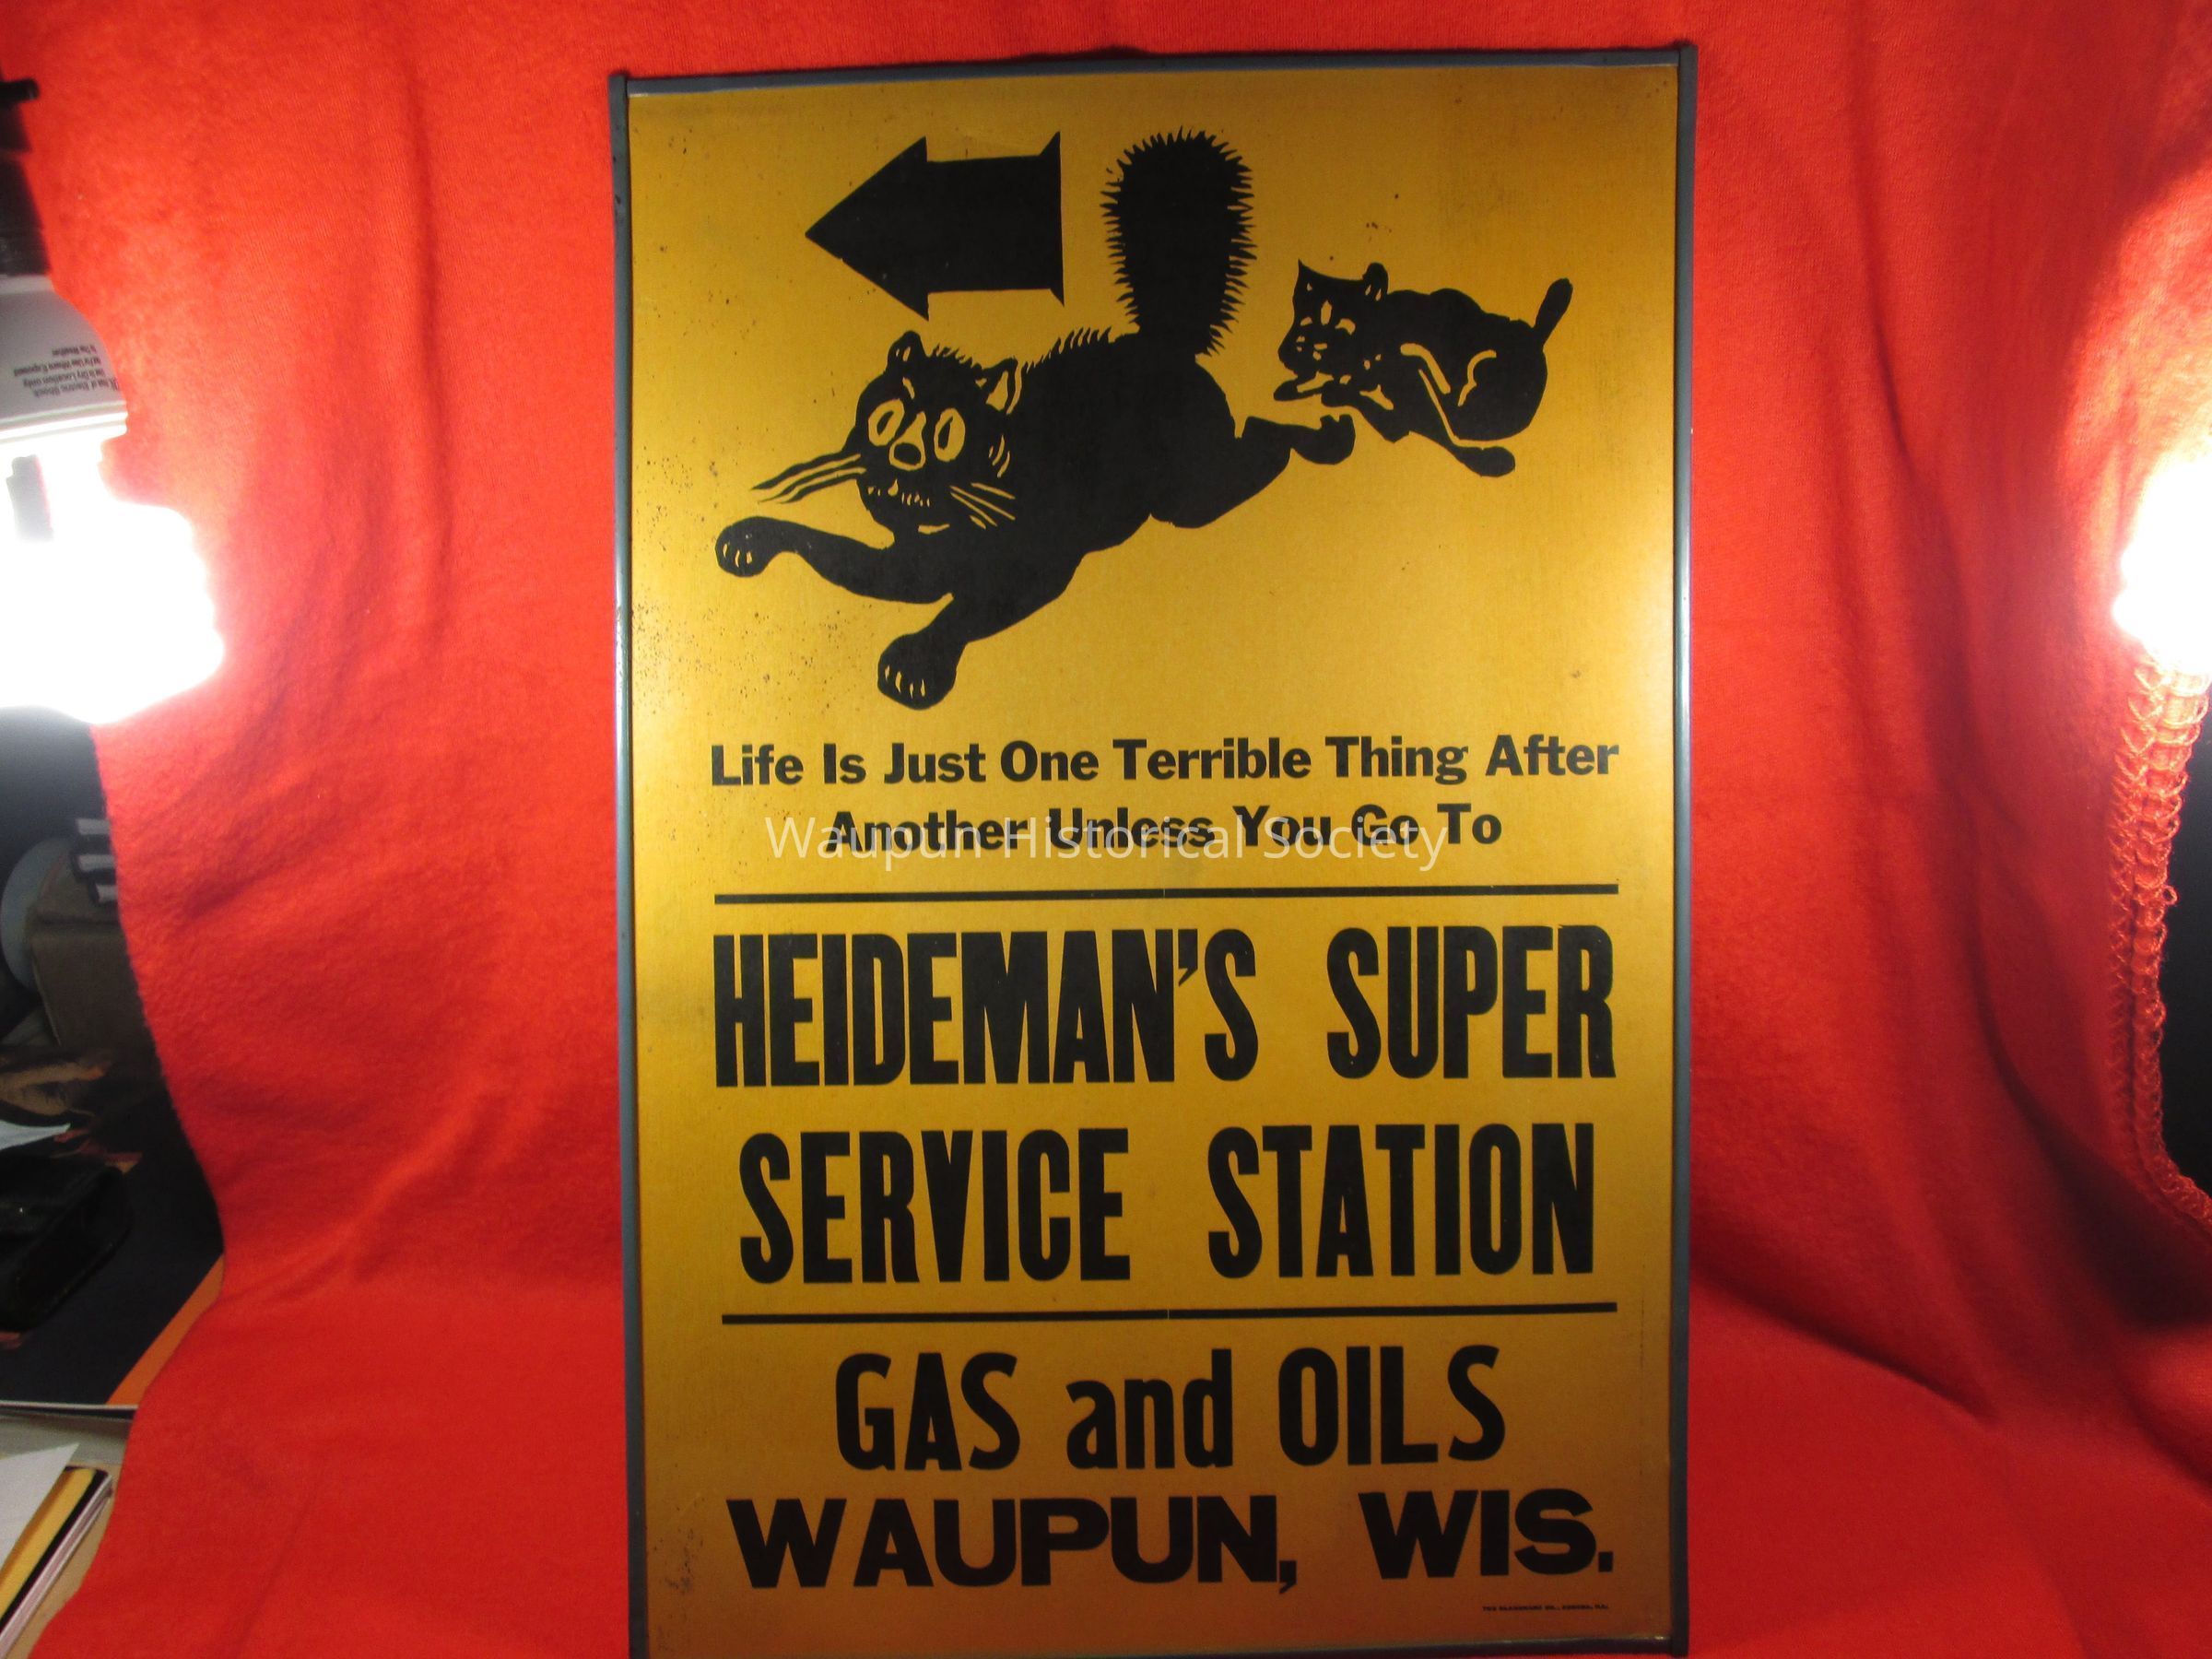 Life Is Just One Terrible Thing After
Another Unless You Go To
Waupun Historical Society
HEIDEMAN'S SUPER
SERVICE STATION
GAS and OILS
WAUPUN, WIS.